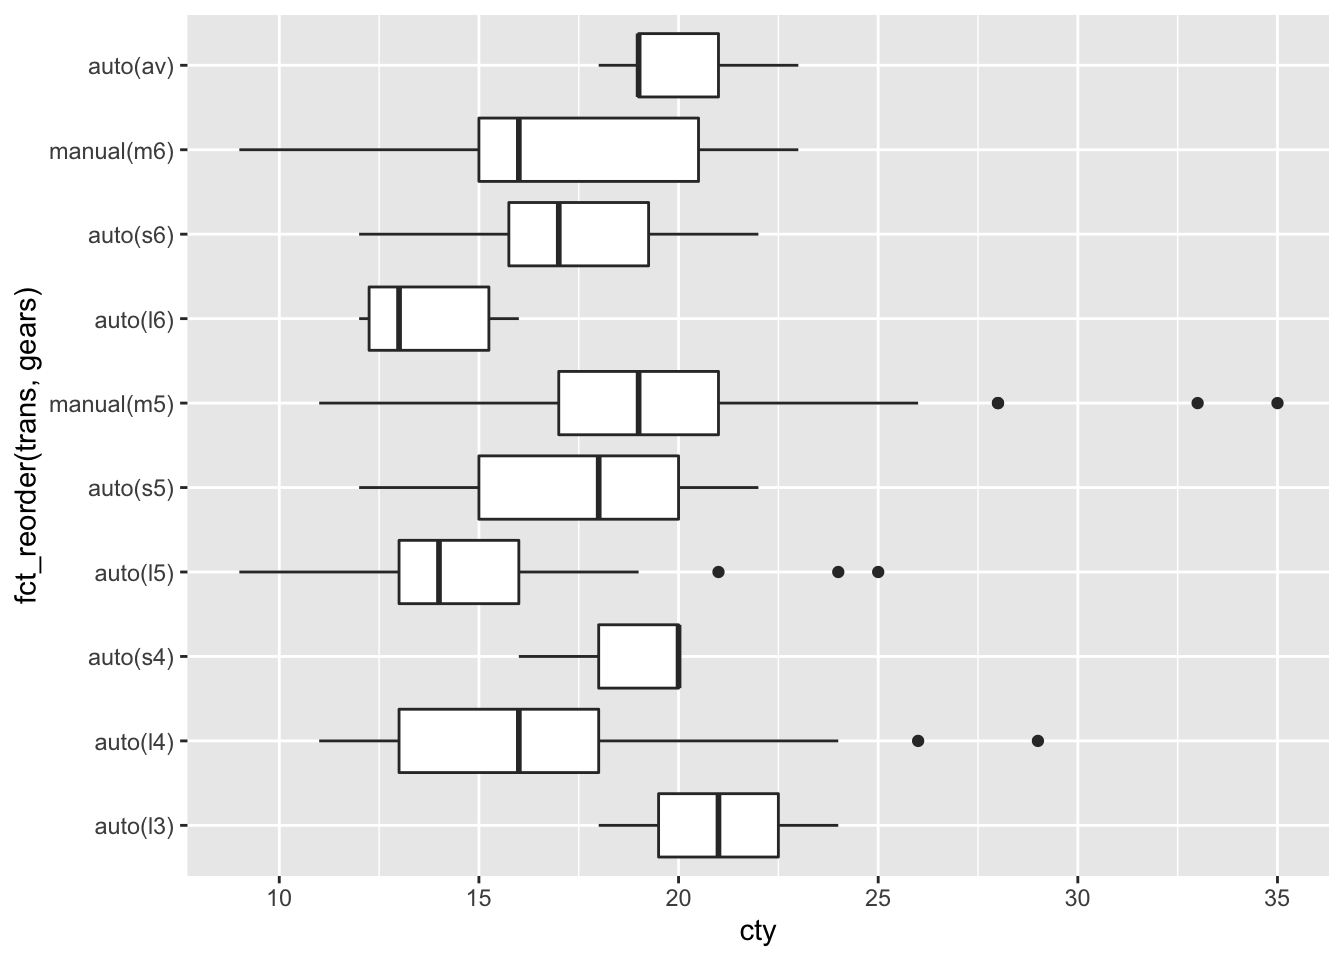 auto(av)
manual(m6)
auto(s6)
auto(l6)
manual(m5)
auto(s5)
auto(l5)
auto(s4)
auto(l4)
auto(l3)
fct_reorder(trans, gears)
10 15 20 25 30 35
cty